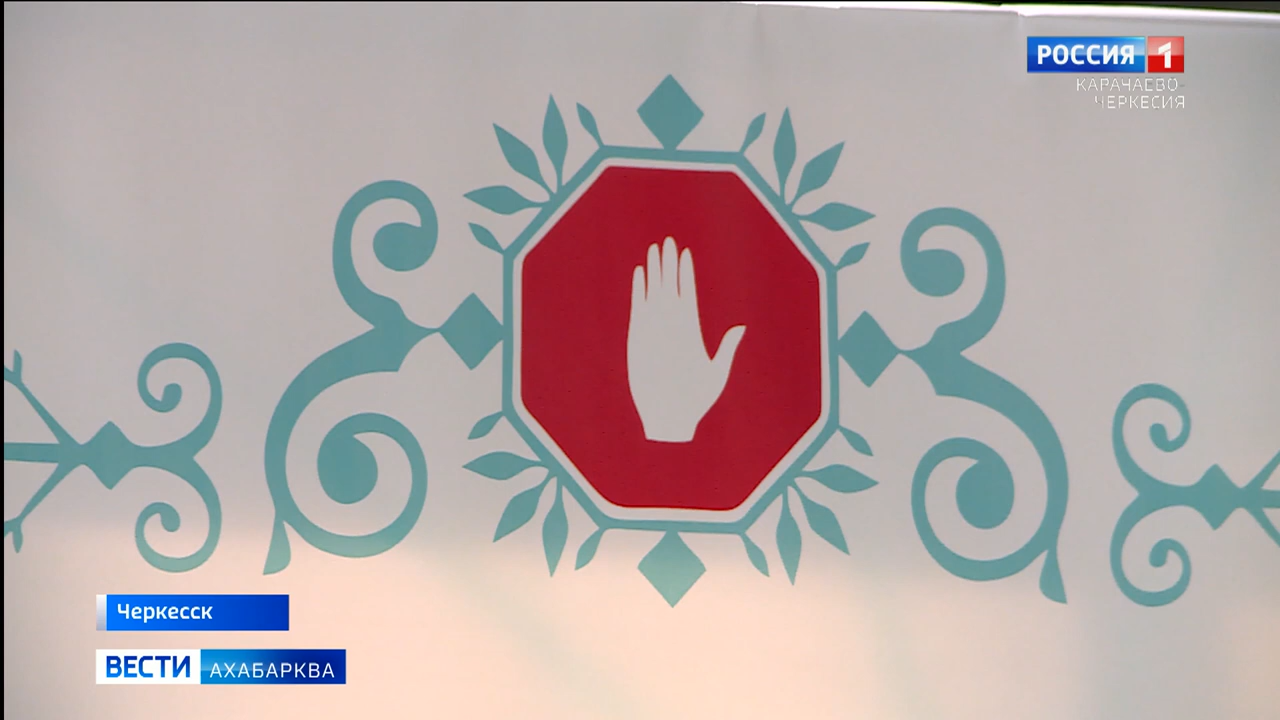 РОССИЯ 1
КАРАЧАЕВО-
ЧЕРКЕСИЯ
Черкесск
ВЕСТИ АХАБАРКВА